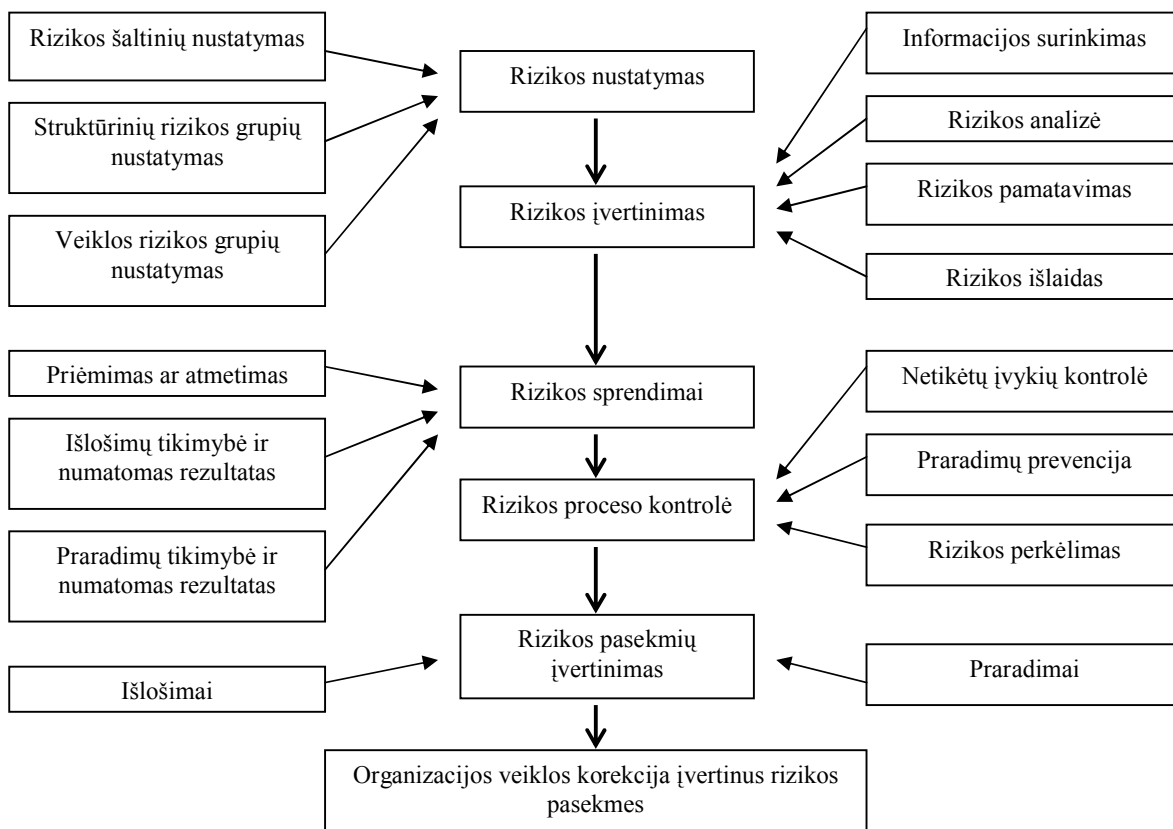 Rizikos šaltinių nustatymas
Struktūrinių rizikos grupių
nustatymas
Veiklos rizikos grupių
nustatymas
Rizikos nustatymas
Rizikos įvertinimas
Informacijos surinkimas
Rizikos analizė
Rizikos pamatavimas
Rizikos išlaidas
Priėmimas ar atmetimas
Išlošimų tikimybė ir
numatomas rezultatas
Praradimų tikimybė ir
numatomas rezultatas
Rizikos sprendimai
Rizikos proceso kontrolė
Netikėtų įvykių kontrolė
Praradimų prevencija
Rizikos perkėlimas
Išlošimai
Rizikos pasekmių
įvertinimas
Praradimai
Organizacijos veiklos korekcija įvertinus rizikos
pasekmes